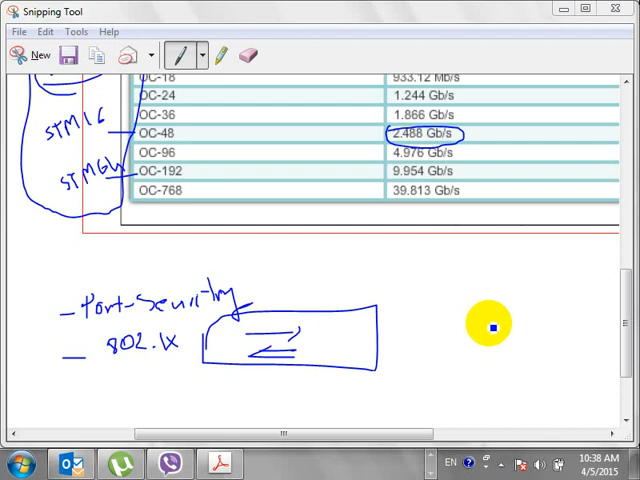 Snipping Tool
File Edit Tools Help
New
OC-18 933.12 Mb/s
OC-24 1.244 Gb/s
OC-36 1.866 Gb/s
STM16 OC-48 2.488 Gb/s
OC-96 4.976 Gb/s
STM64 OC-192 9.954 Gb/s
OC-768 39.813 Gb/s
- Port-Security
- 802.1x
EN 10:38 AM
4/5/2015